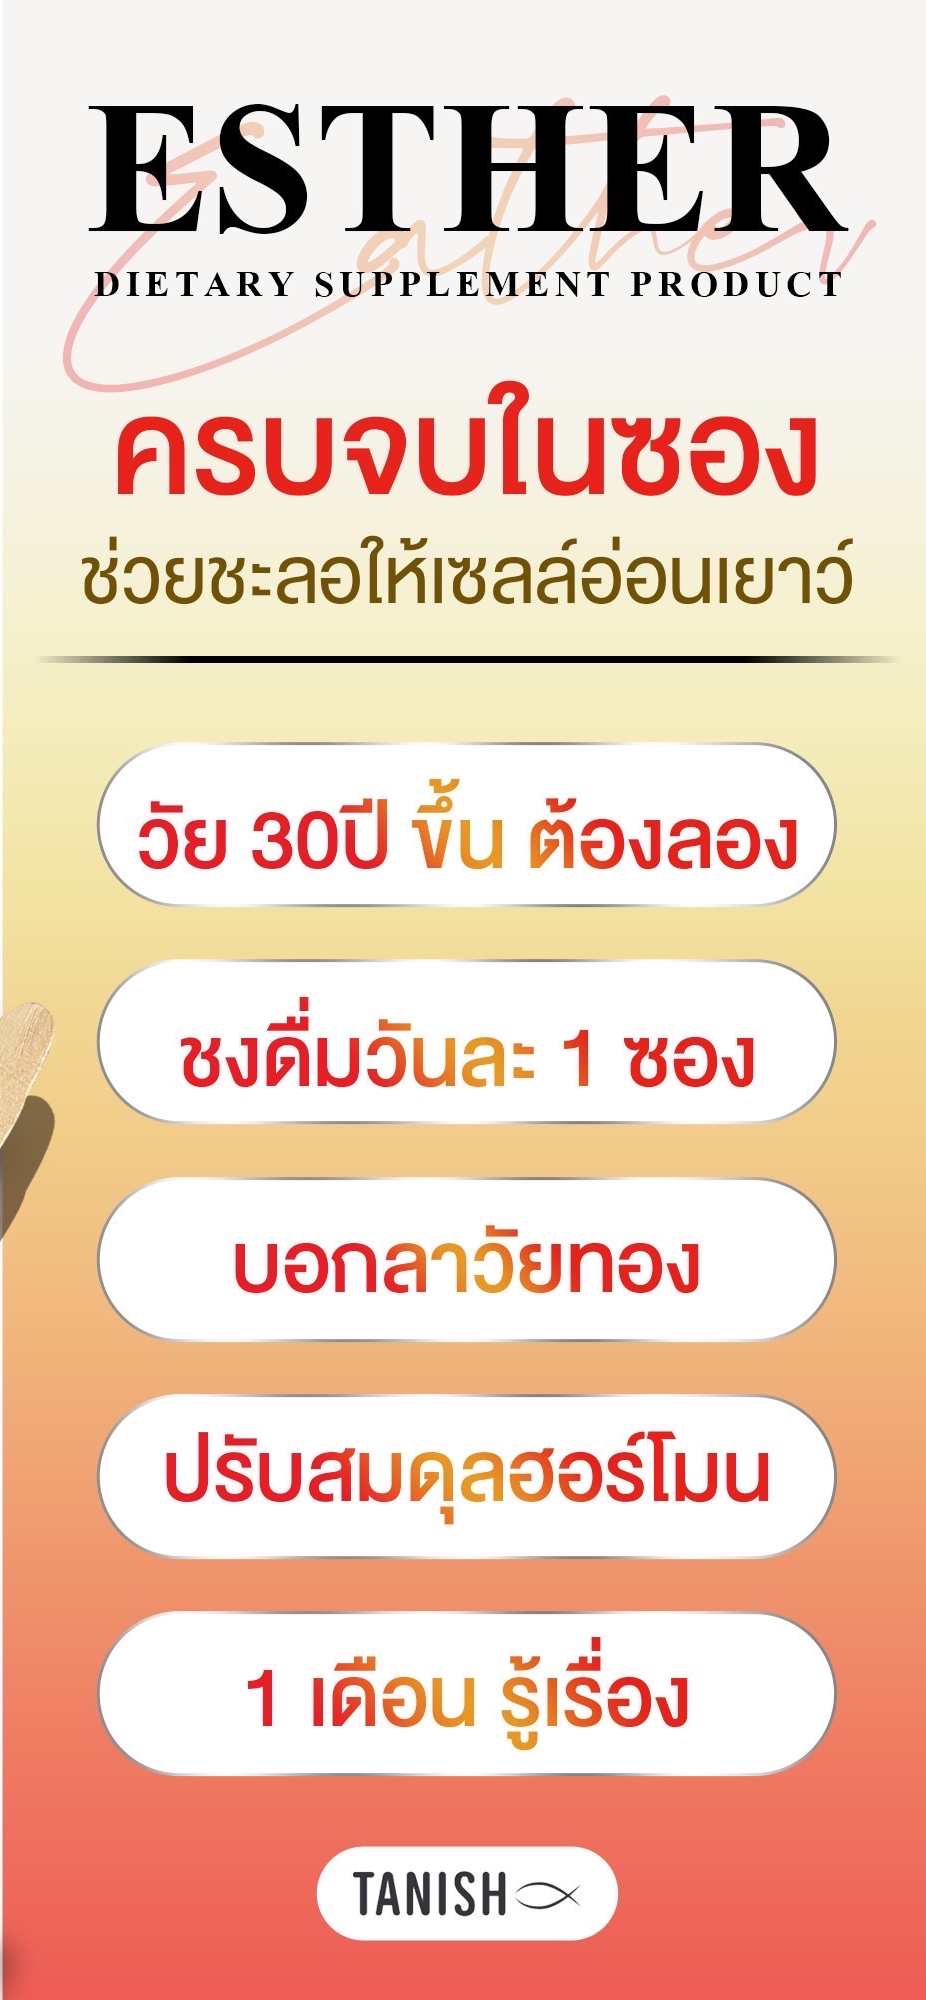 ESTHER
Esther
DIETARY SUPPLEMENT PRODUCT
ครบจบในซอง
ช่วยชะลอให้เซลล์อ่อนเยาว์
วัย 30ปี ขึ้น ต้องลอง
ชงดื่มวันละ 1 ซอง
บอกลาวัยทอง
ปรับสมดุลฮอร์โมน
1 เดือน รู้เรื่อง
TANISH